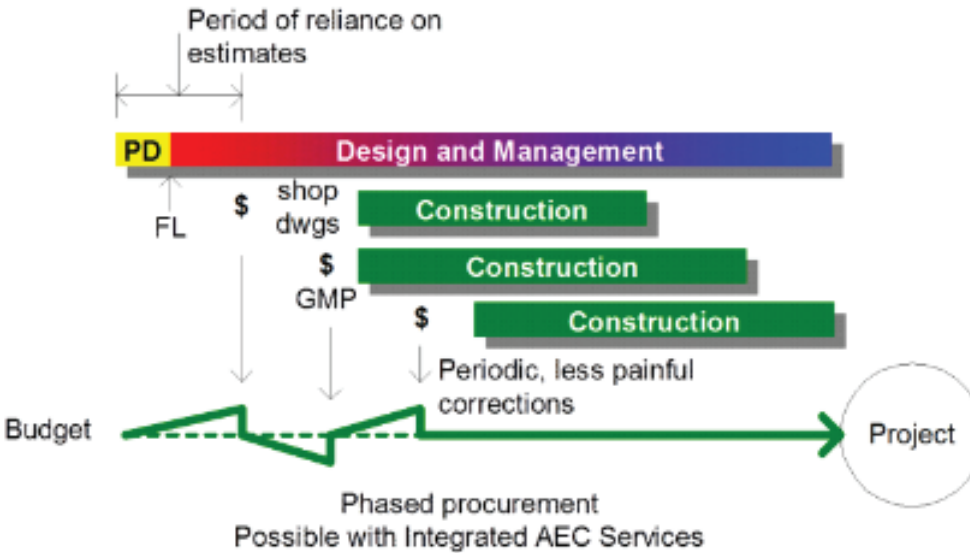 Period of reliance on
estimates
PD
Design and Management
FL
$
shop
dwgs
Construction
$
GMP
Construction
$
Construction
Periodic, less painful
corrections
Budget
Project
Phased procurement
Possible with Integrated AEC Services